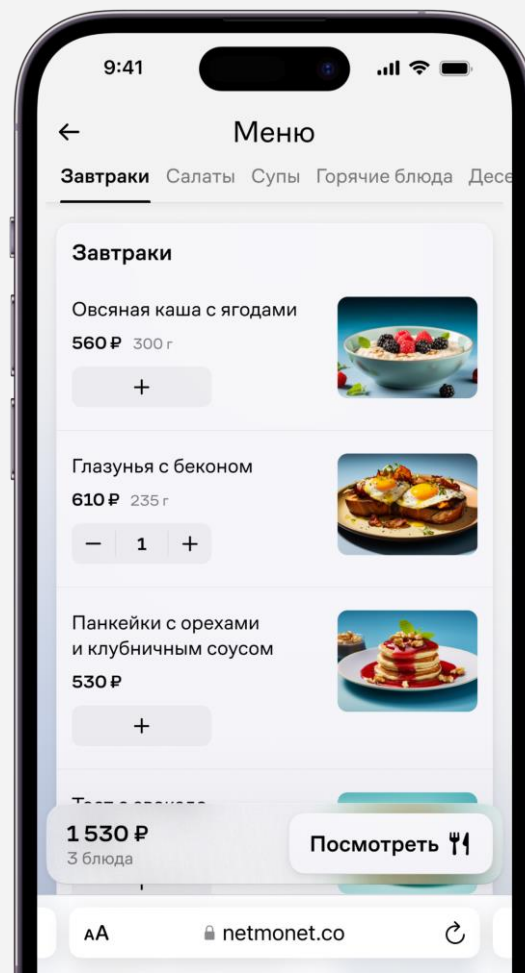 9:41
Меню
Завтраки Салаты Супы Горячие блюда Десе
Завтраки
Овсяная каша с ягодами
560 ₽ 300 г
+
Глазунья с беконом
610 ₽ 235 г
− 1 +
Панкейки с орехами
и клубничным соусом
530 ₽
+
1 530 ₽
3 блюда
Посмотреть
AA netmonet.co